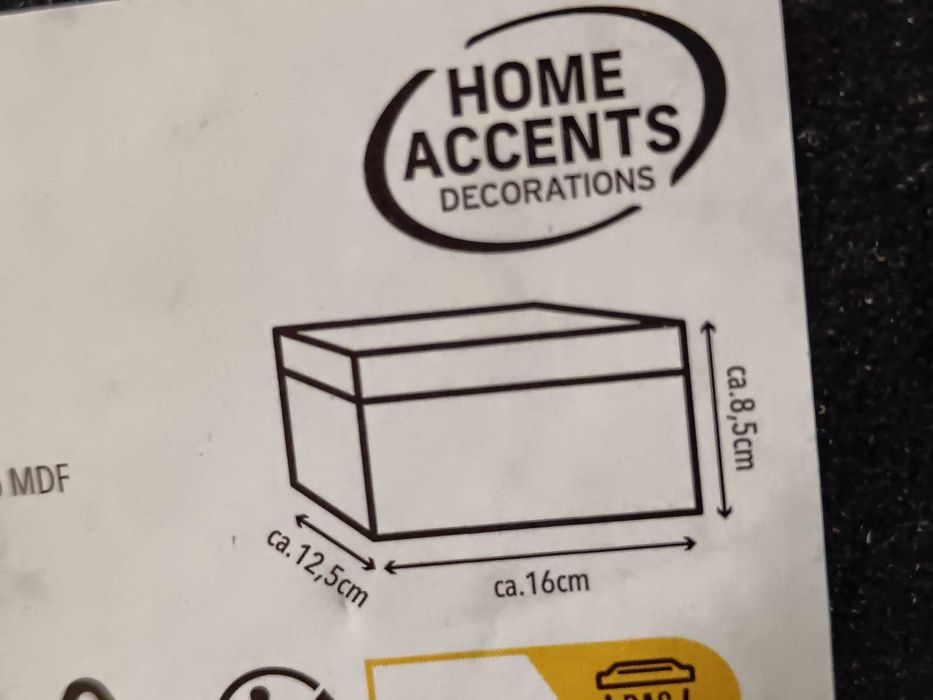 HOME
ACCENTS
DECORATIONS
ca.8,5cm
MDF
ca.12,5cm
ca.16cm